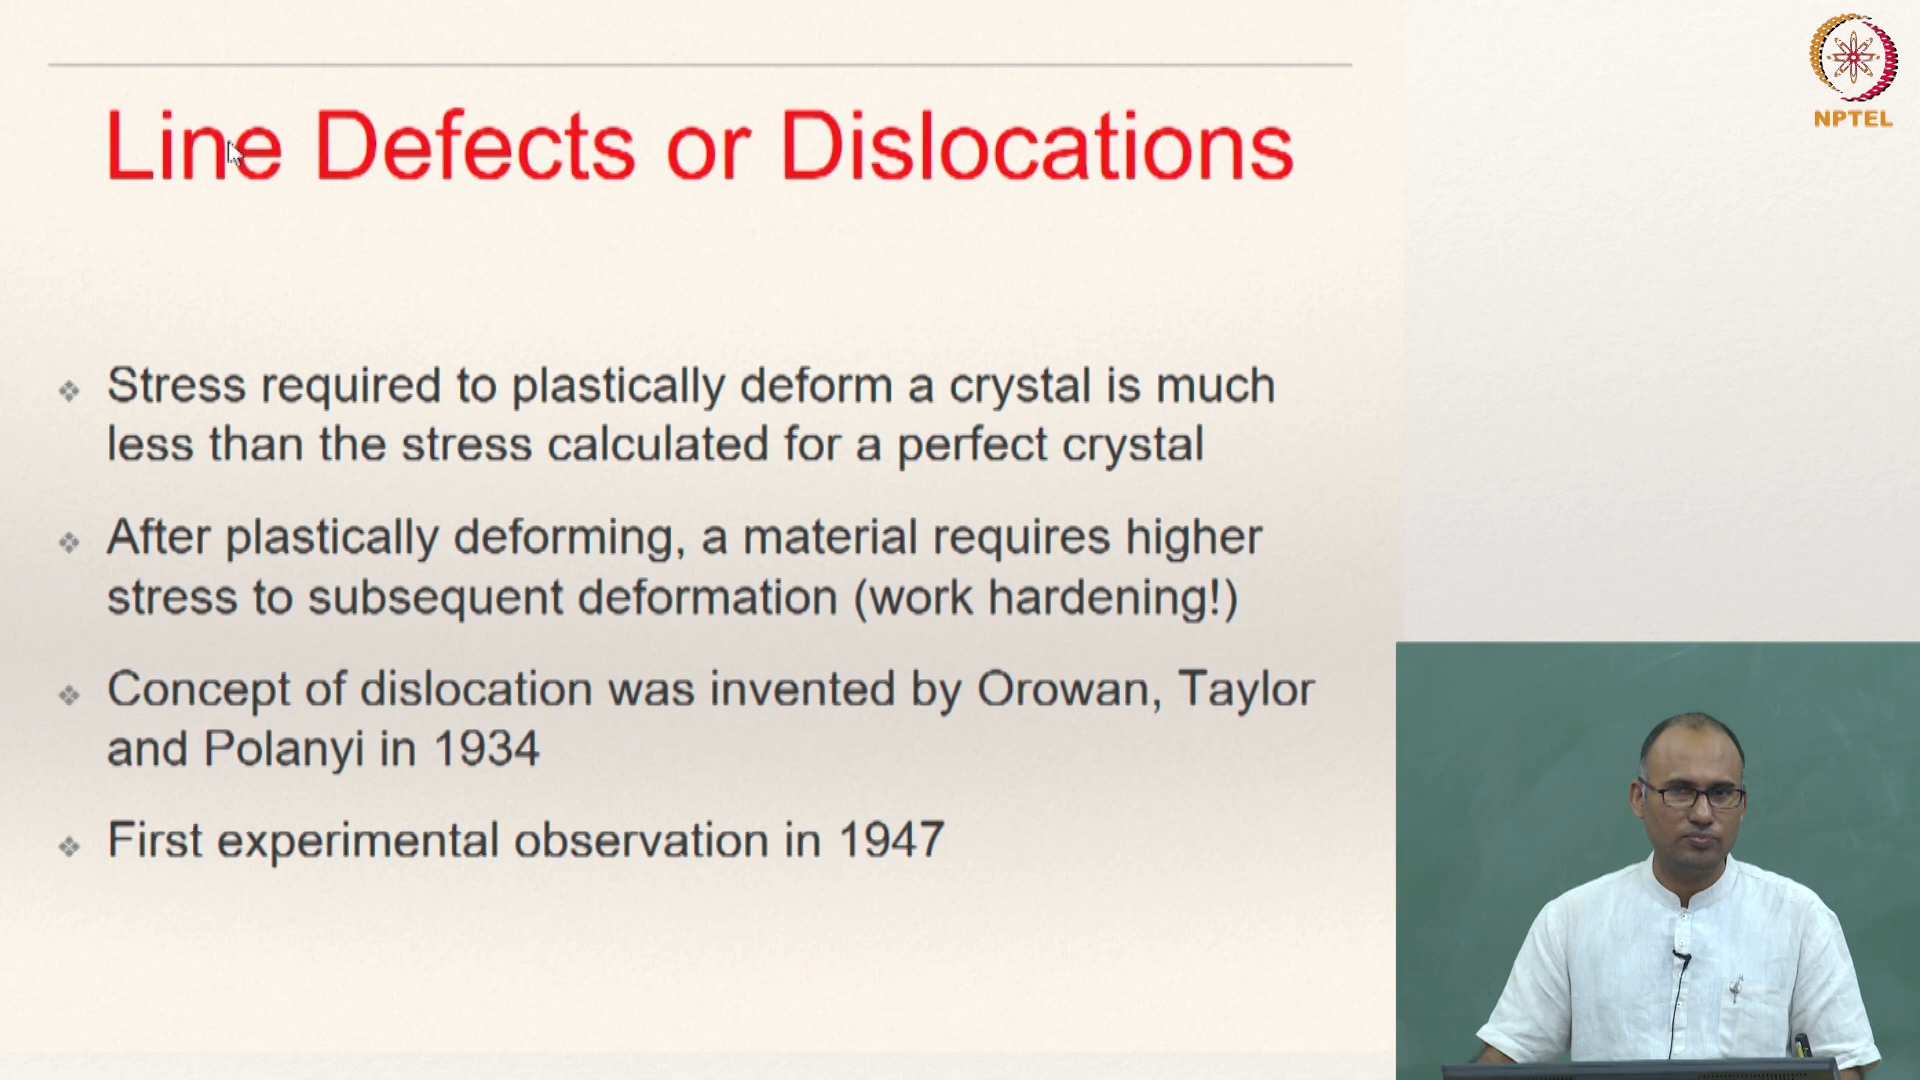 Line Defects or Dislocations
Stress required to plastically deform a crystal is much
less than the stress calculated for a perfect crystal
After plastically deforming, a material requires higher
stress to subsequent deformation (work hardening!)
Concept of dislocation was invented by Orowan, Taylor
and Polanyi in 1934
First experimental observation in 1947
NPTEL